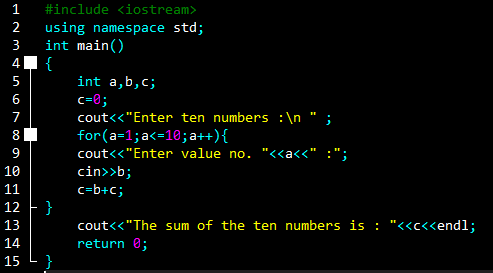 1 #include <iostream>
2 using namespace std;
3 int main()
4 {
5 int a,b,c;
6 c=0;
7 cout<<"Enter ten numbers :\n " ;
8 for(a=1;a<=10;a++){
9 cout<<"Enter value no. "<<a<<" :";
10 cin>>b;
11 c=b+c;
12 }
13 cout<<"The sum of the ten numbers is : "<<c<<endl;
14 return 0;
15 }